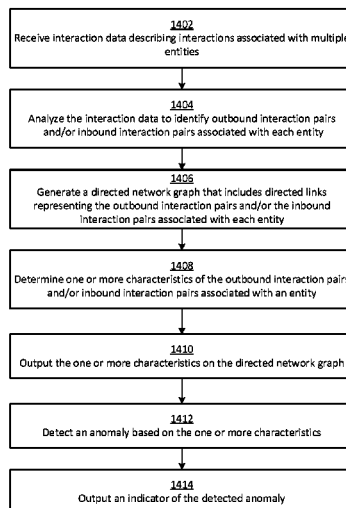 1402
Receive interaction data describing interactions associated with multiple
entities
1404
Analyze the interaction data to identify outbound interaction pairs
and/or inbound interaction pairs associated with each entity
1406
Generate a directed network graph that includes directed links
representing the outbound interaction pairs and/or the inbound
interaction pairs associated with each entity
1408
Determine one or more characteristics of the outbound interaction pairs
and/or inbound interaction pairs associated with an entity
1410
Output the one or more characteristics on the directed network graph
1412
Detect an anomaly based on the one or more characteristics
1414
Output an indicator of the detected anomaly